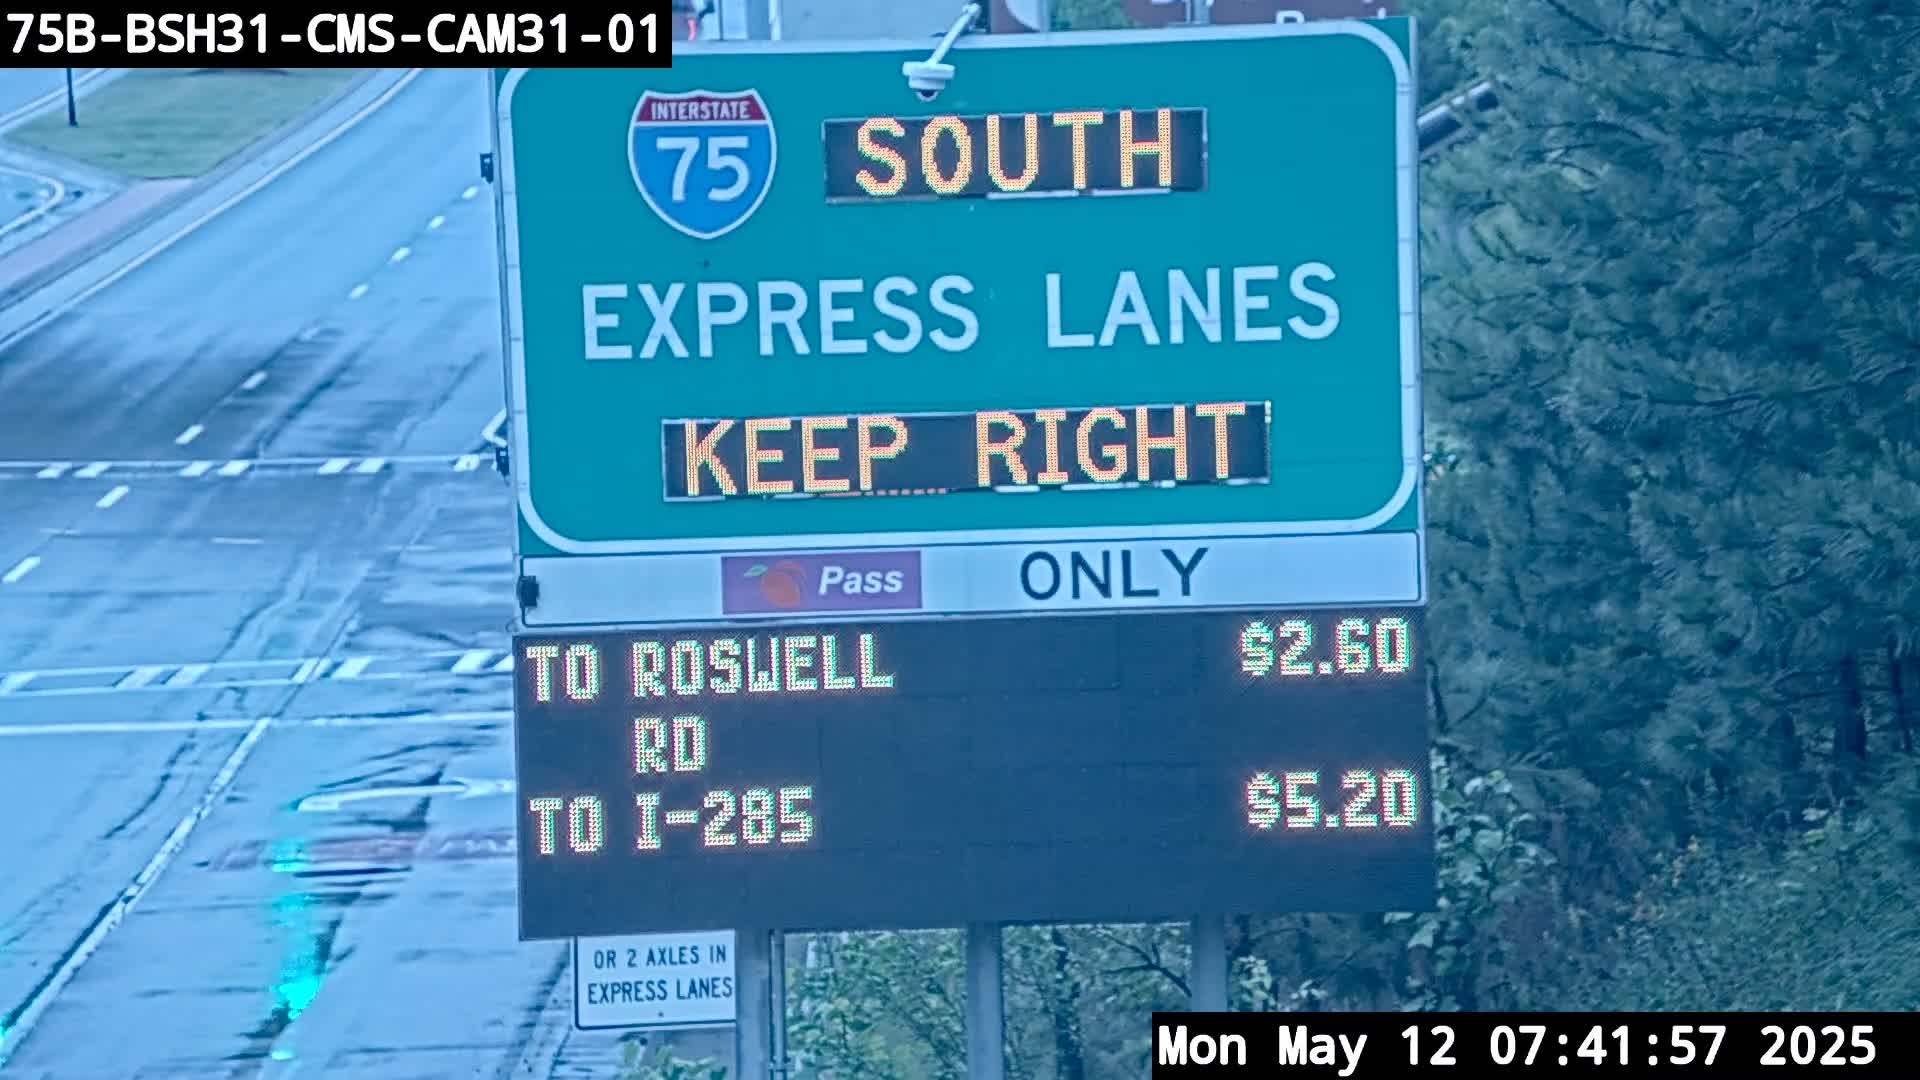 75B-BSH31-CMS-CAM31-01
INTERSTATE
75
SOUTH
EXPRESS LANES
KEEP RIGHT
Pass ONLY
TO ROSWELL $2.60
RD
TO I-285 $5.20
OR 2 AXLES IN
EXPRESS LANES
Mon May 12 07:41:57 2025